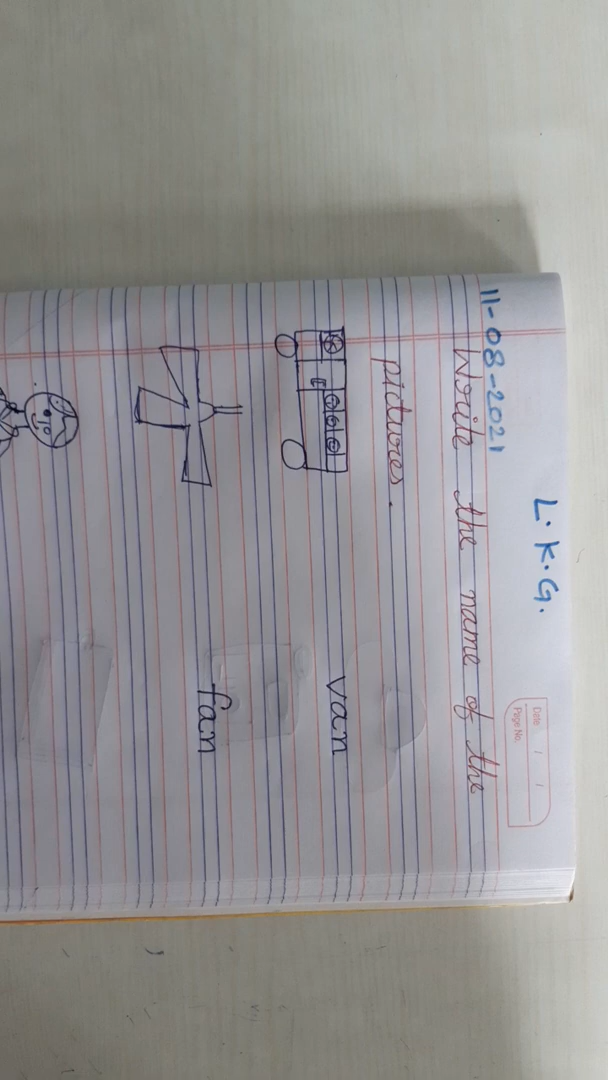 L.K.G.
Date: / /
Page No.
11-08-2021
Write the name of the
pictures.
van
fan